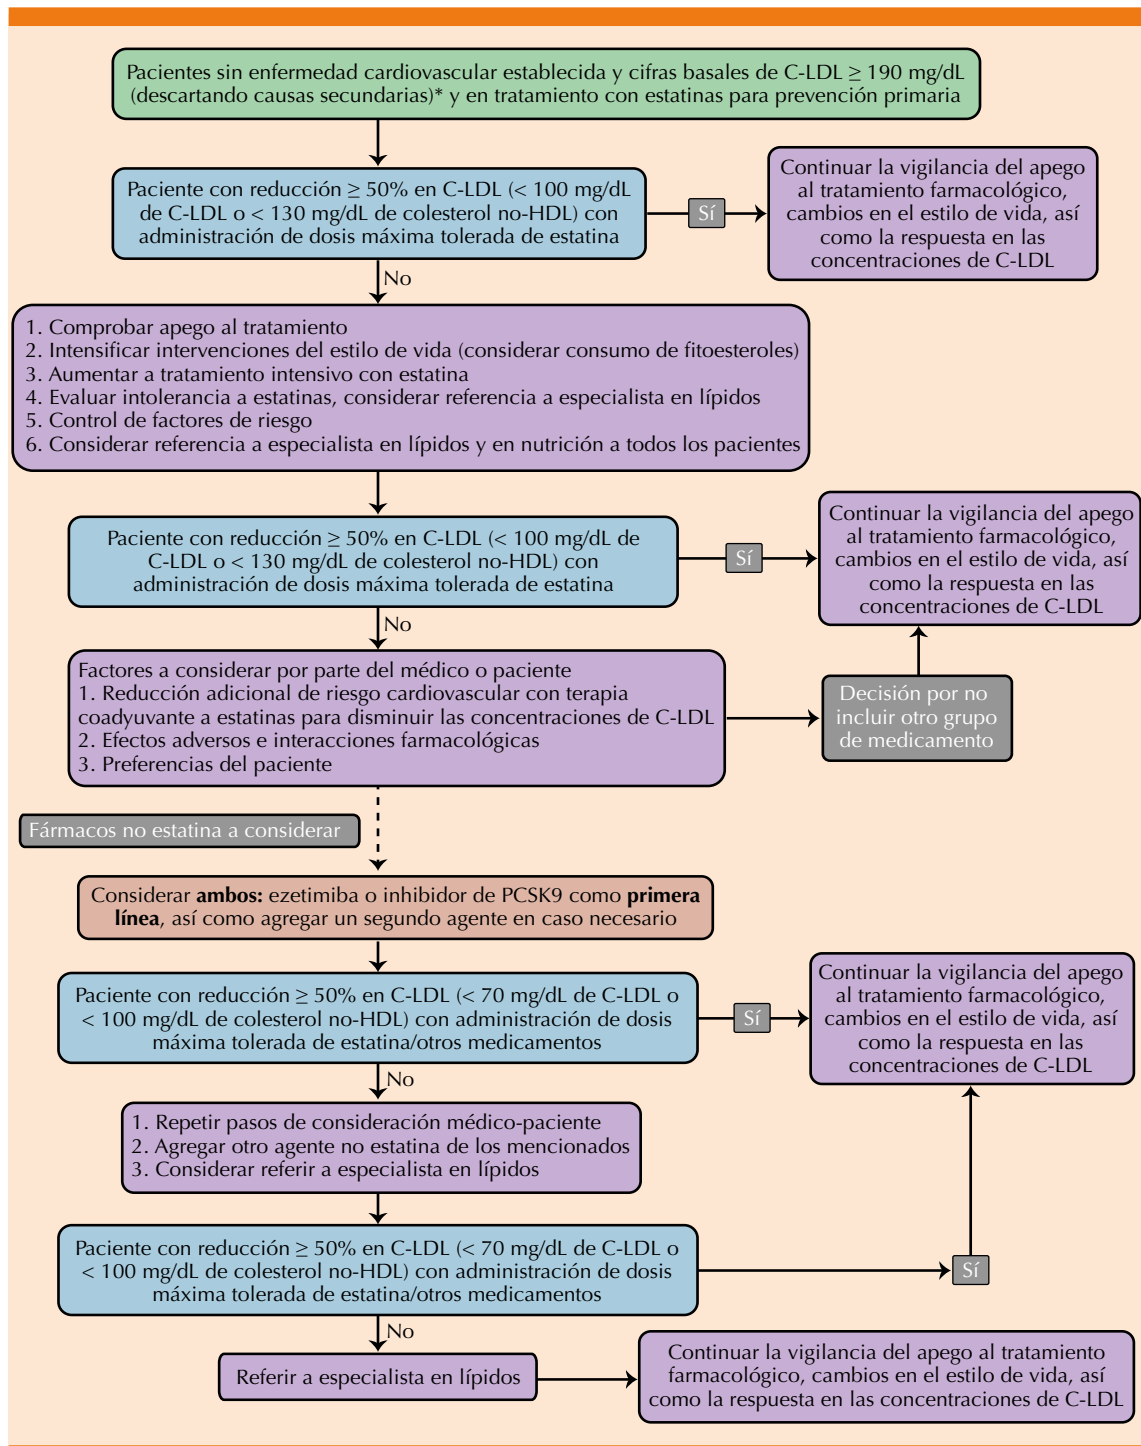 Pacientes sin enfermedad cardiovascular establecida y cifras basales de C-LDL ≥ 190 mg/dL
(descartando causas secundarias)* y en tratamiento con estatinas para prevención primaria
Paciente con reducción ≥ 50% en C-LDL (< 100 mg/dL
de C-LDL o < 130 mg/dL de colesterol no-HDL) con
administración de dosis máxima tolerada de estatina
Sí
Continuar la vigilancia del apego
al tratamiento farmacológico,
cambios en el estilo de vida, así
como la respuesta en las
concentraciones de C-LDL
No
1. Comprobar apego al tratamiento
2. Intensificar intervenciones del estilo de vida (considerar consumo de fitoesteroles)
3. Aumentar a tratamiento intensivo con estatina
4. Evaluar intolerancia a estatinas, considerar referencia a especialista en lípidos
5. Control de factores de riesgo
6. Considerar referencia a especialista en lípidos y en nutrición a todos los pacientes
Paciente con reducción ≥ 50% en C-LDL (< 100 mg/dL de
C-LDL o < 130 mg/dL de colesterol no-HDL) con
administración de dosis máxima tolerada de estatina
Sí
Continuar la vigilancia del apego
al tratamiento farmacológico,
cambios en el estilo de vida, así
como la respuesta en las
concentraciones de C-LDL
No
Factores a considerar por parte del médico o paciente
1. Reducción adicional de riesgo cardiovascular con terapia
coadyuvante a estatinas para disminuir las concentraciones de C-LDL
2. Efectos adversos e interacciones farmacológicas
3. Preferencias del paciente
Decisión por no
incluir otro grupo
de medicamento
Fármacos no estatina a considerar
Considerar ambos: ezetimiba o inhibidor de PCSK9 como primera
línea, así como agregar un segundo agente en caso necesario
Paciente con reducción ≥ 50% en C-LDL (< 70 mg/dL de C-LDL o
< 100 mg/dL de colesterol no-HDL) con administración de dosis
máxima tolerada de estatina/otros medicamentos
Sí
Continuar la vigilancia del apego
al tratamiento farmacológico,
cambios en el estilo de vida, así
como la respuesta en las
concentraciones de C-LDL
No
1. Repetir pasos de consideración médico-paciente
2. Agregar otro agente no estatina de los mencionados
3. Considerar referir a especialista en lípidos
Paciente con reducción ≥ 50% en C-LDL (< 70 mg/dL de C-LDL o
< 100 mg/dL de colesterol no-HDL) con administración de dosis
máxima tolerada de estatina/otros medicamentos
Sí
No
Referir a especialista en lípidos
Continuar la vigilancia del apego al tratamiento
farmacológico, cambios en el estilo de vida, así
como la respuesta en las concentraciones de C-LDL